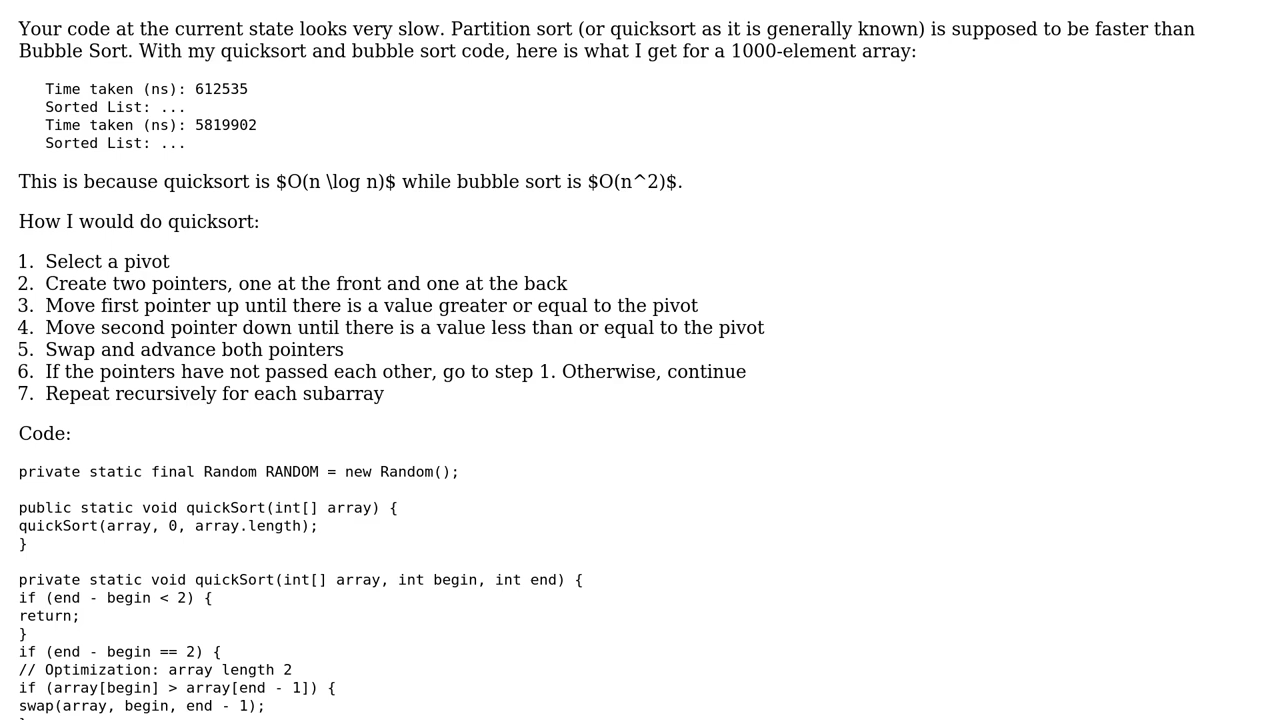 Your code at the current state looks very slow. Partition sort (or quicksort as it is generally known) is supposed to be faster than
Bubble Sort. With my quicksort and bubble sort code, here is what I get for a 1000-element array:
Time taken (ns): 612535
Sorted List: ...
Time taken (ns): 5819902
Sorted List: ...
This is because quicksort is $O(n \log n)$ while bubble sort is $O(n^2)$.
How I would do quicksort:
1. Select a pivot
2. Create two pointers, one at the front and one at the back
3. Move first pointer up until there is a value greater or equal to the pivot
4. Move second pointer down until there is a value less than or equal to the pivot
5. Swap and advance both pointers
6. If the pointers have not passed each other, go to step 1. Otherwise, continue
7. Repeat recursively for each subarray
Code:
private static final Random RANDOM = new Random();
public static void quickSort(int[] array) {
quickSort(array, 0, array.length);
}
private static void quickSort(int[] array, int begin, int end) {
if (end - begin < 2) {
return;
}
if (end - begin == 2) {
// Optimization: array length 2
if (array[begin] > array[end - 1]) {
swap(array, begin, end - 1);